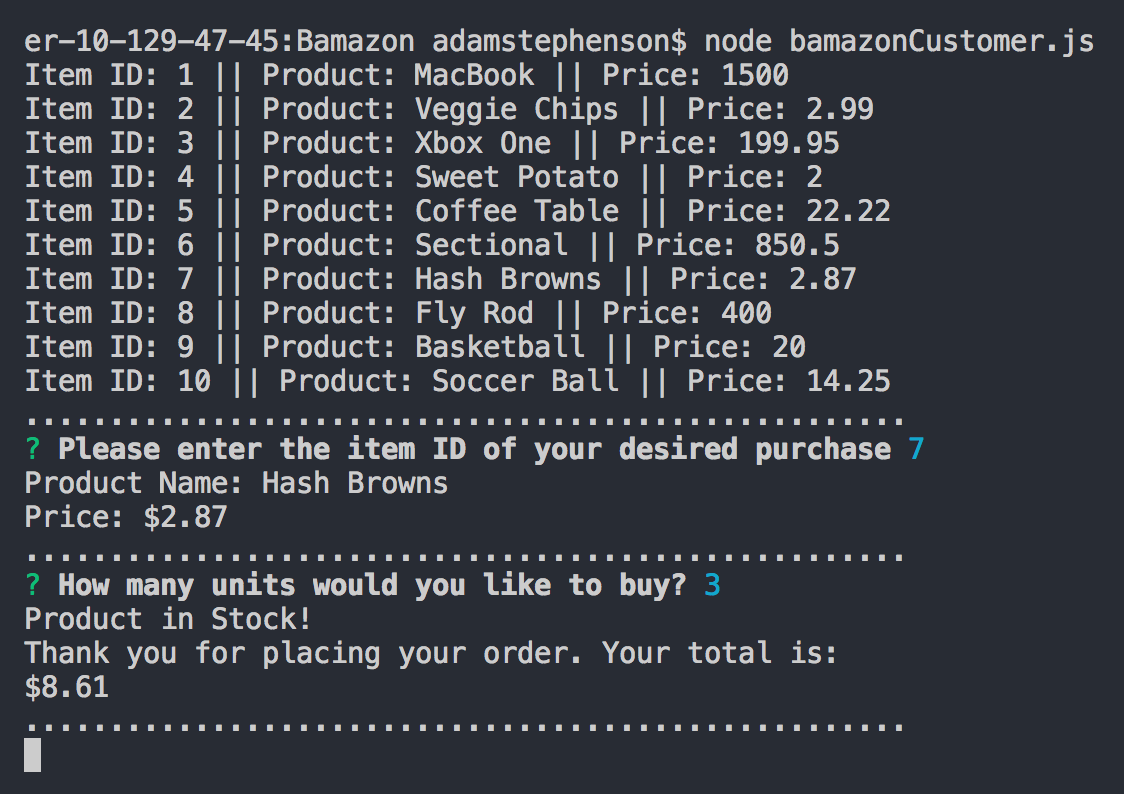 er-10-129-47-45:Bamazon adamstephenson$ node bamazonCustomer.js
Item ID: 1 || Product: MacBook || Price: 1500
Item ID: 2 || Product: Veggie Chips || Price: 2.99
Item ID: 3 || Product: Xbox One || Price: 199.95
Item ID: 4 || Product: Sweet Potato || Price: 2
Item ID: 5 || Product: Coffee Table || Price: 22.22
Item ID: 6 || Product: Sectional || Price: 850.5
Item ID: 7 || Product: Hash Browns || Price: 2.87
Item ID: 8 || Product: Fly Rod || Price: 400
Item ID: 9 || Product: Basketball || Price: 20
Item ID: 10 || Product: Soccer Ball || Price: 14.25
....................................................
? Please enter the item ID of your desired purchase 7
Product Name: Hash Browns
Price: $2.87
....................................................
? How many units would you like to buy? 3
Product in Stock!
Thank you for placing your order. Your total is:
$8.61
....................................................